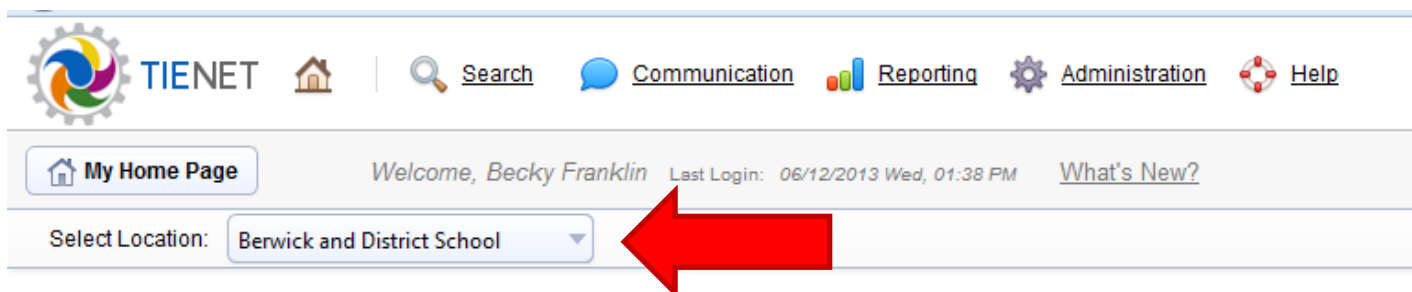 TIENET Search Communication Reporting Administration Help
My Home Page Welcome, Becky Franklin Last Login: 06/12/2013 Wed, 01:38 PM What's New?
Select Location: Berwick and District School